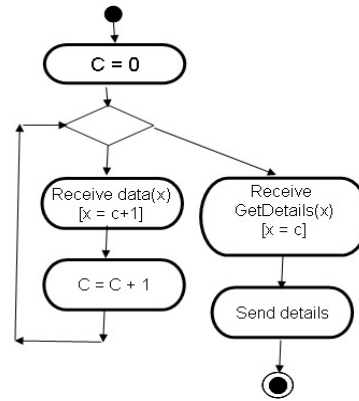 C = 0
Receive data(x)
[x = c+1]
C = C + 1
Receive
GetDetails(x)
[x = c]
Send details